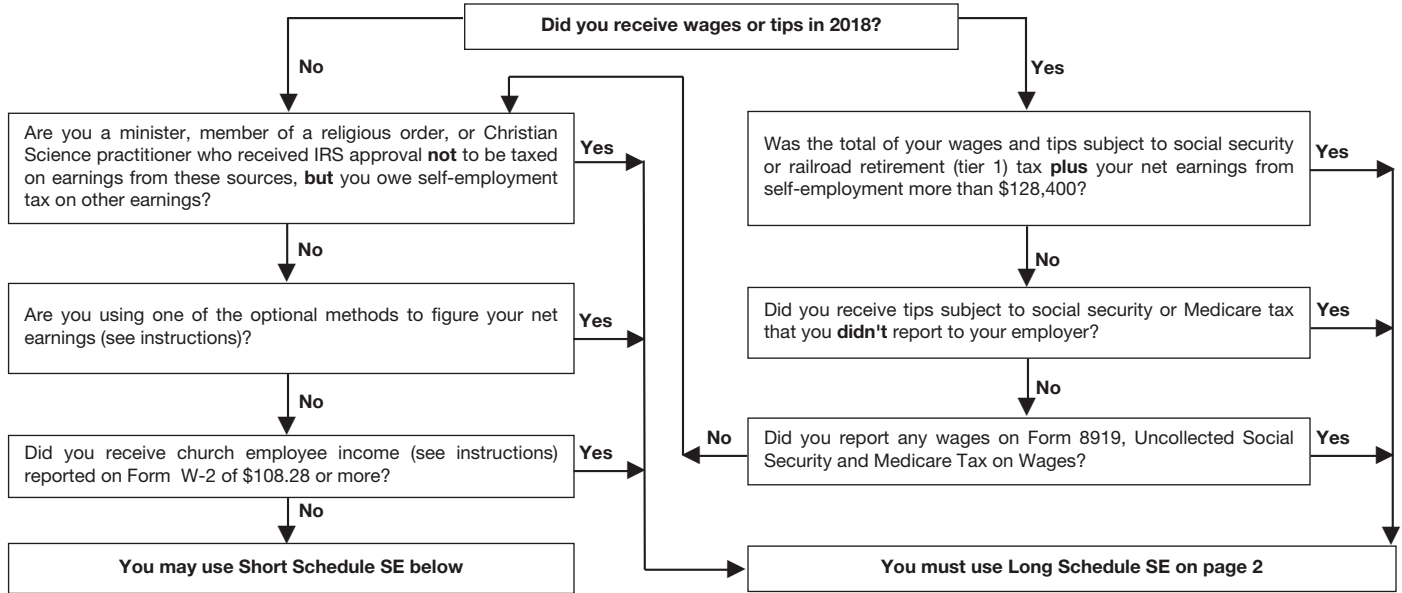 Did you receive wages or tips in 2018?
No
Yes
Are you a minister, member of a religious order, or Christian
Science practitioner who received IRS approval not to be taxed
on earnings from these sources, but you owe self-employment
tax on other earnings?
Yes
Was the total of your wages and tips subject to social security
or railroad retirement (tier 1) tax plus your net earnings from
self-employment more than $128,400?
Yes
No
No
Are you using one of the optional methods to figure your net
earnings (see instructions)?
Yes
Did you receive tips subject to social security or Medicare tax
that you didn't report to your employer?
Yes
No
No
Did you receive church employee income (see instructions)
reported on Form W-2 of $108.28 or more?
Yes
No
Did you report any wages on Form 8919, Uncollected Social
Security and Medicare Tax on Wages?
Yes
No
You may use Short Schedule SE below
You must use Long Schedule SE on page 2